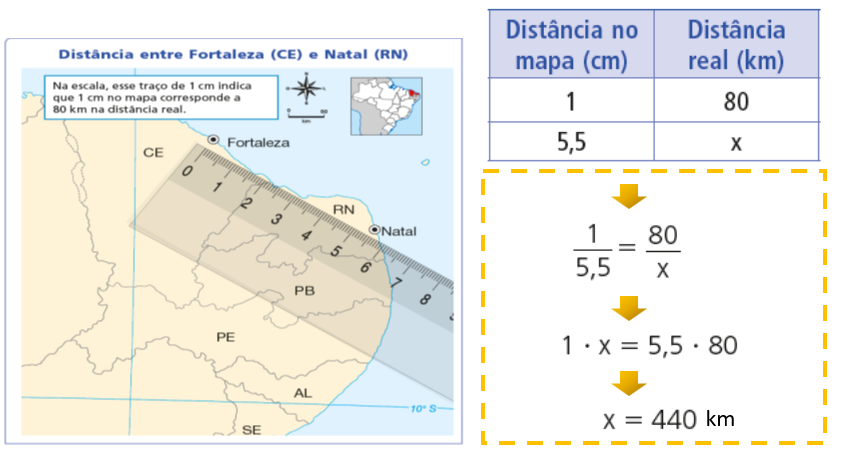 Distância entre Fortaleza (CE) e Natal (RN)
Na escala, esse traço de 1 cm indica
que 1 cm no mapa corresponde a
80 km na distância real.
0 80
km
Fortaleza
CE
0 1 2 3 4 5 6 7 8
RN
Natal
PB
PE
AL
10° S
SE
Distância no mapa (cm)
Distância real (km)
1 80
5,5 x
1/5,5 = 80/x
1 · x = 5,5 · 80
x = 440 km